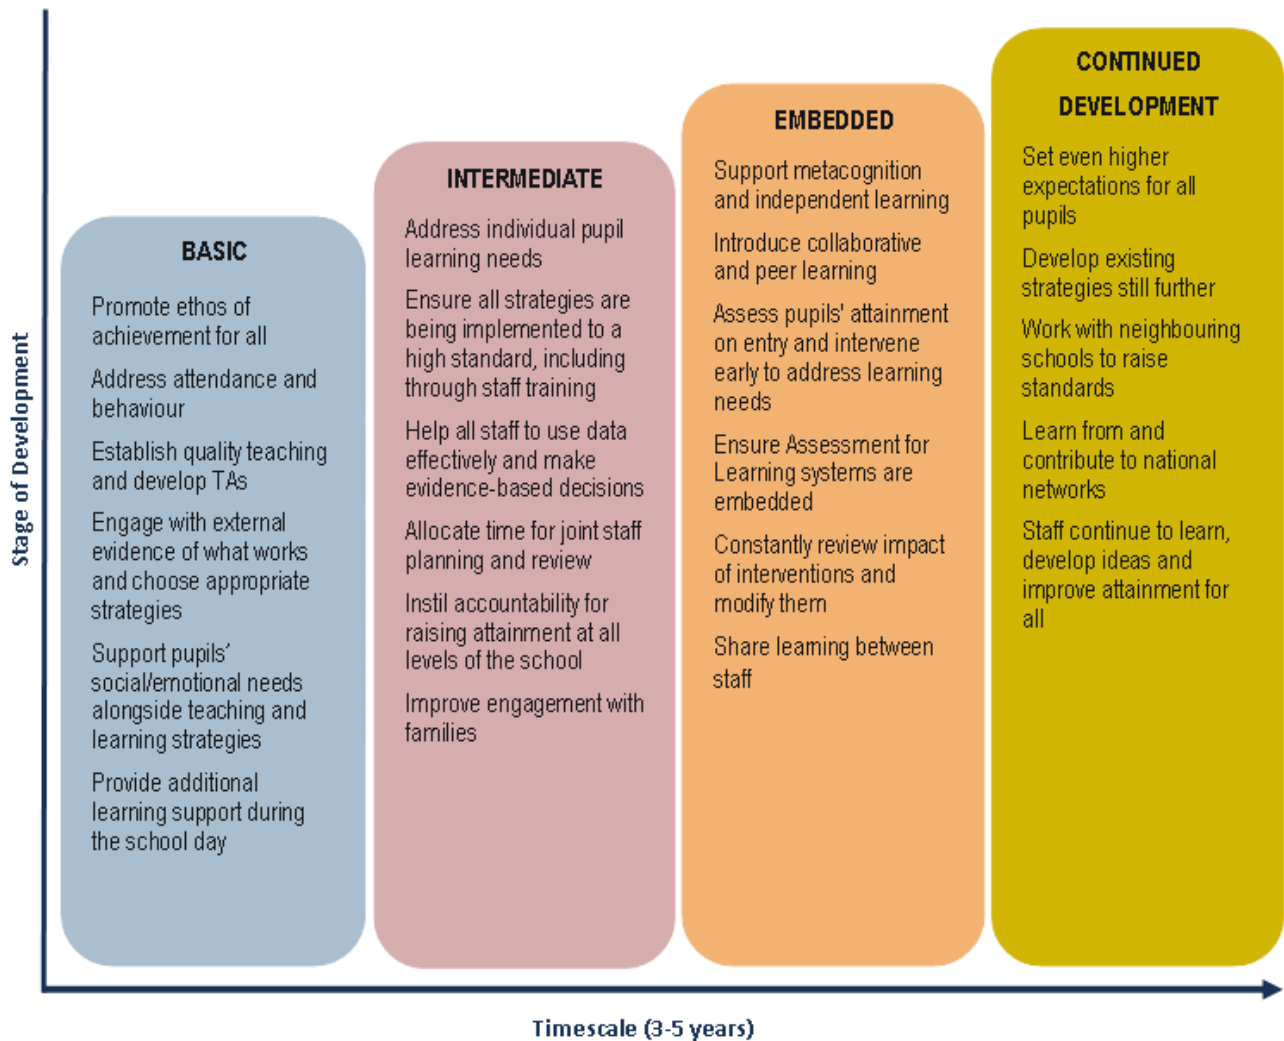 Stage of Development
BASIC
Promote ethos of
achievement for all
Address attendance and
behaviour
Establish quality teaching
and develop TAs
Engage with external
evidence of what works
and choose appropriate
strategies
Support pupils'
social/emotional needs
alongside teaching and
learning strategies
Provide additional
learning support during
the school day
INTERMEDIATE
Address individual pupil
learning needs
Ensure all strategies are
being implemented to a
high standard, including
through staff training
Help all staff to use data
effectively and make
evidence-based decisions
Allocate time for joint staff
planning and review
Instil accountability for
raising attainment at all
levels of the school
Improve engagement with
families
EMBEDDED
Support metacognition
and independent learning
Introduce collaborative
and peer learning
Assess pupils' attainment
on entry and intervene
early to address learning
needs
Ensure Assessment for
Learning systems are
embedded
Constantly review impact
of interventions and
modify them
Share learning between
staff
CONTINUED
DEVELOPMENT
Set even higher
expectations for all
pupils
Develop existing
strategies still further
Work with neighbouring
schools to raise
standards
Learn from and
contribute to national
networks
Staff continue to learn,
develop ideas and
improve attainment for
all
Timescale (3-5 years)